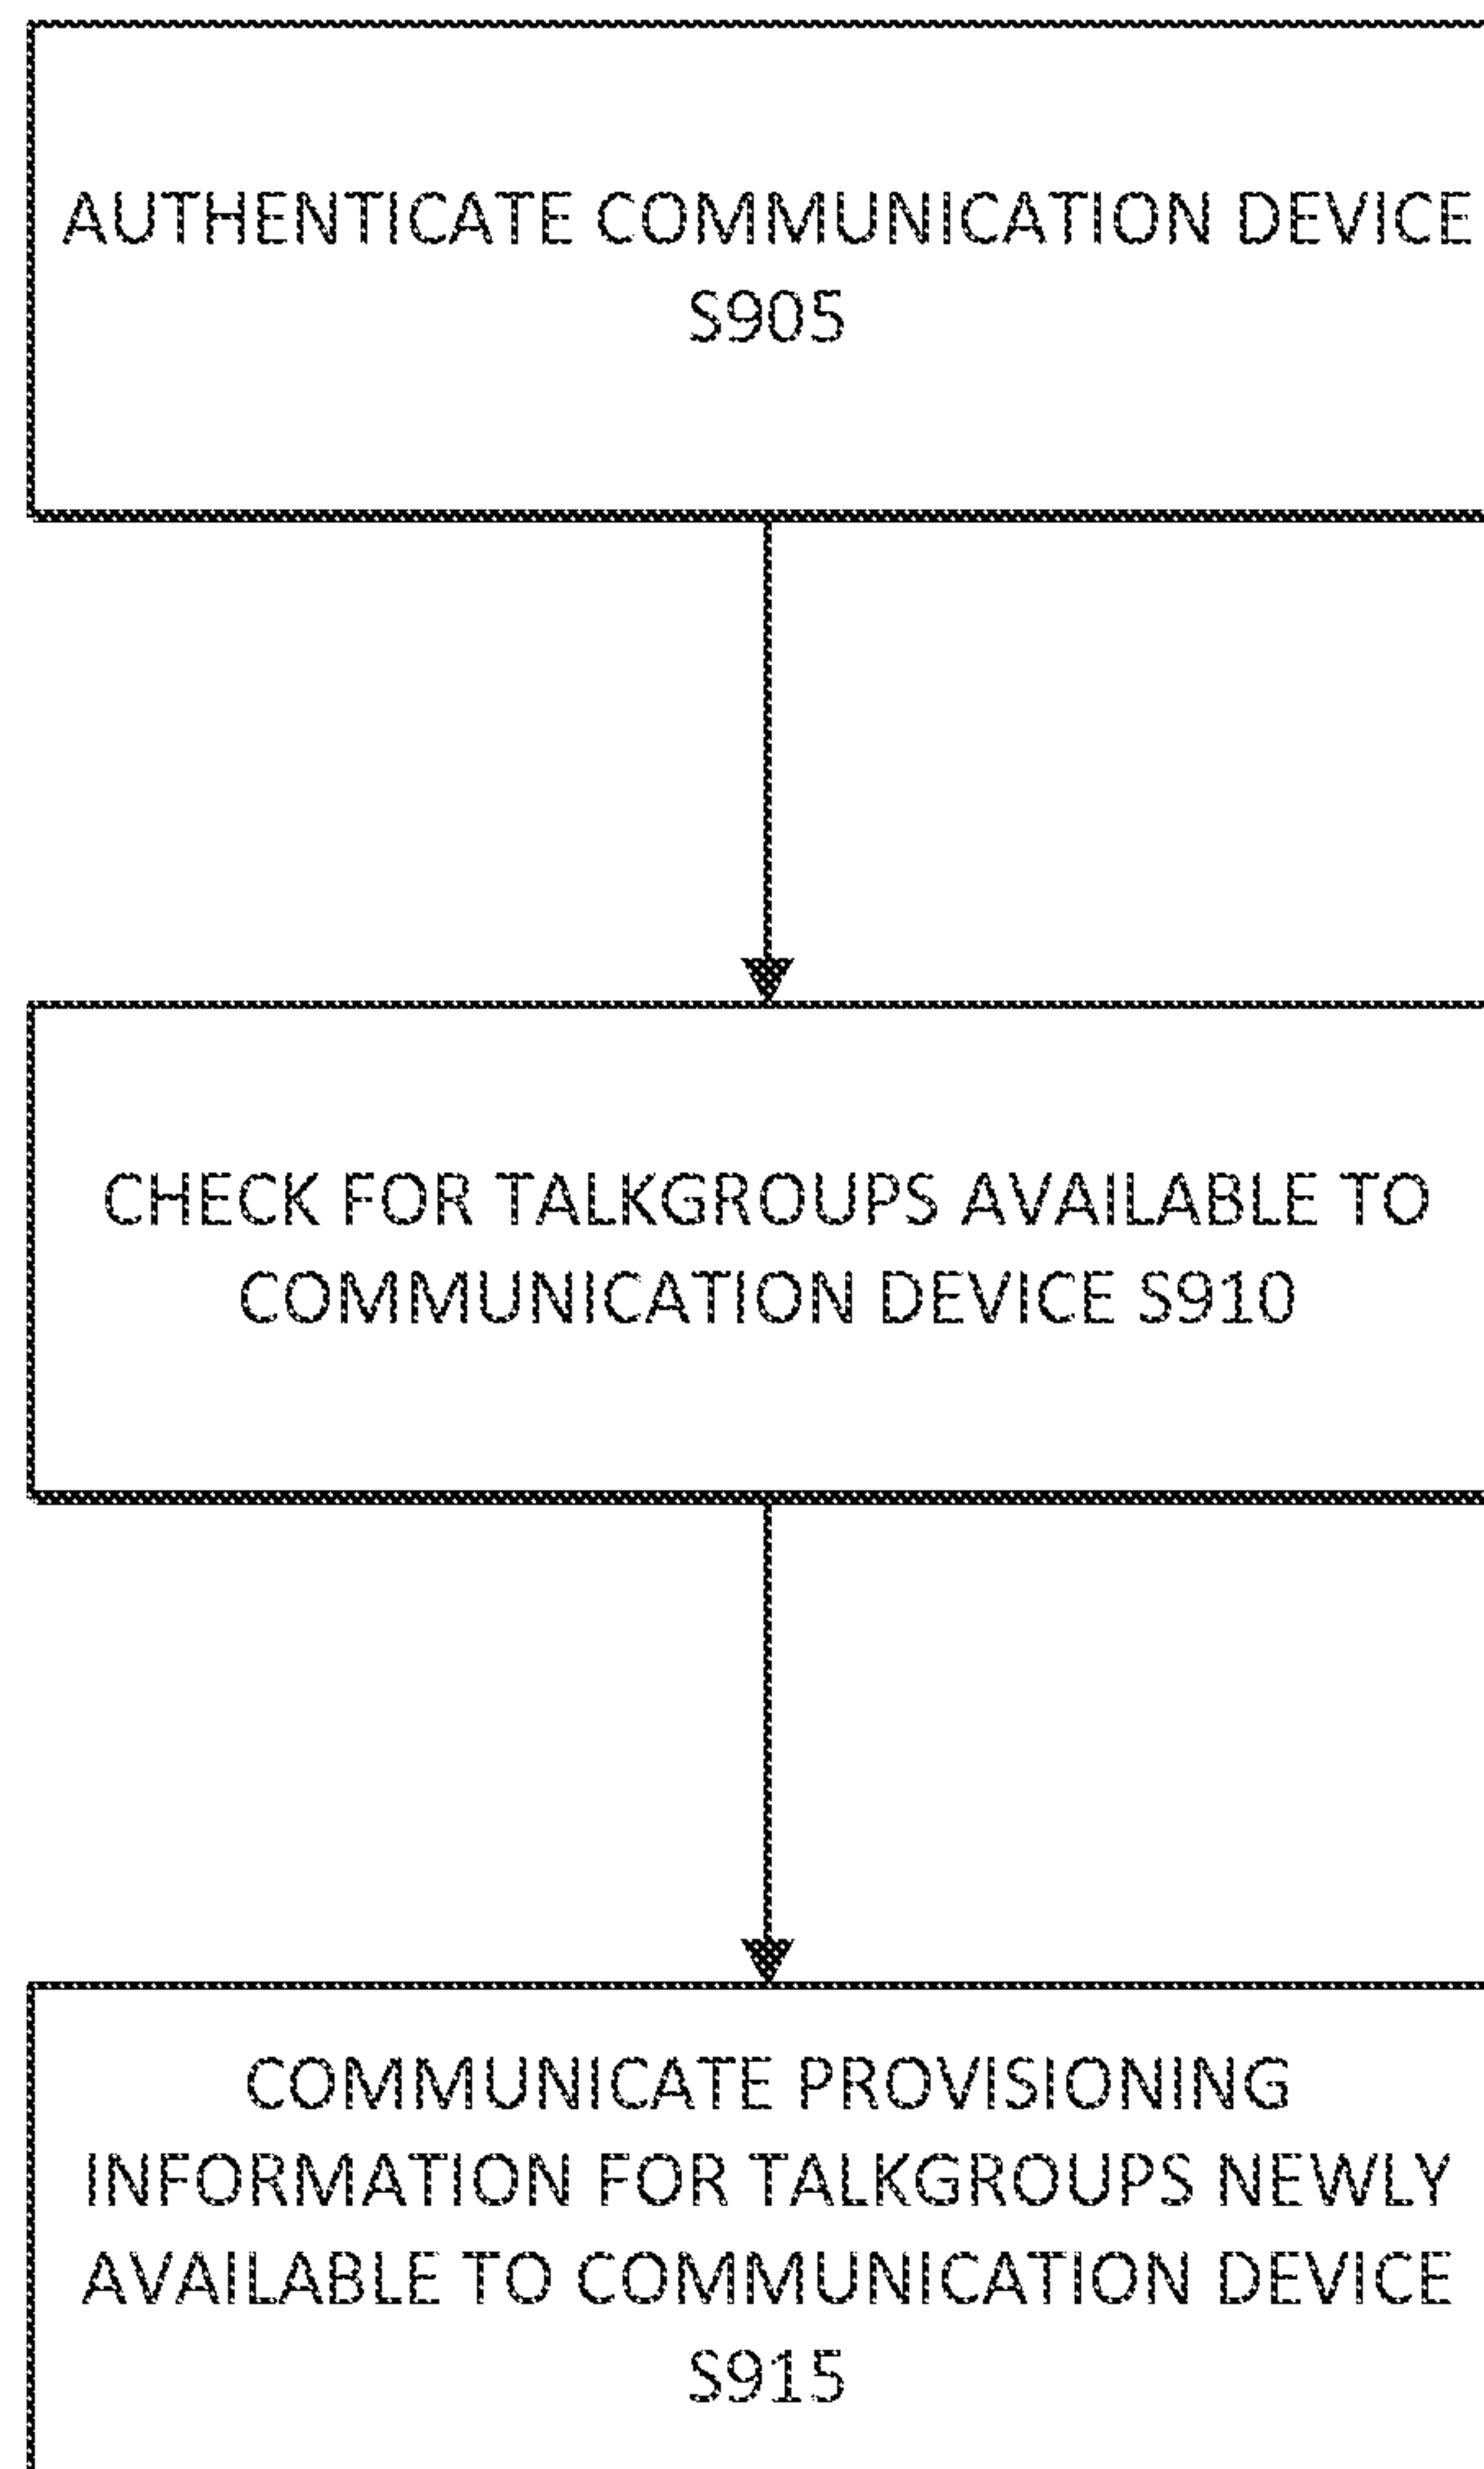 AUTHENTICATE COMMUNICATION DEVICE
S905
CHECK FOR TALKGROUPS AVAILABLE TO
COMMUNICATION DEVICE S910
COMMUNICATE PROVISIONING
INFORMATION FOR TALKGROUPS NEWLY
AVAILABLE TO COMMUNICATION DEVICE
S915